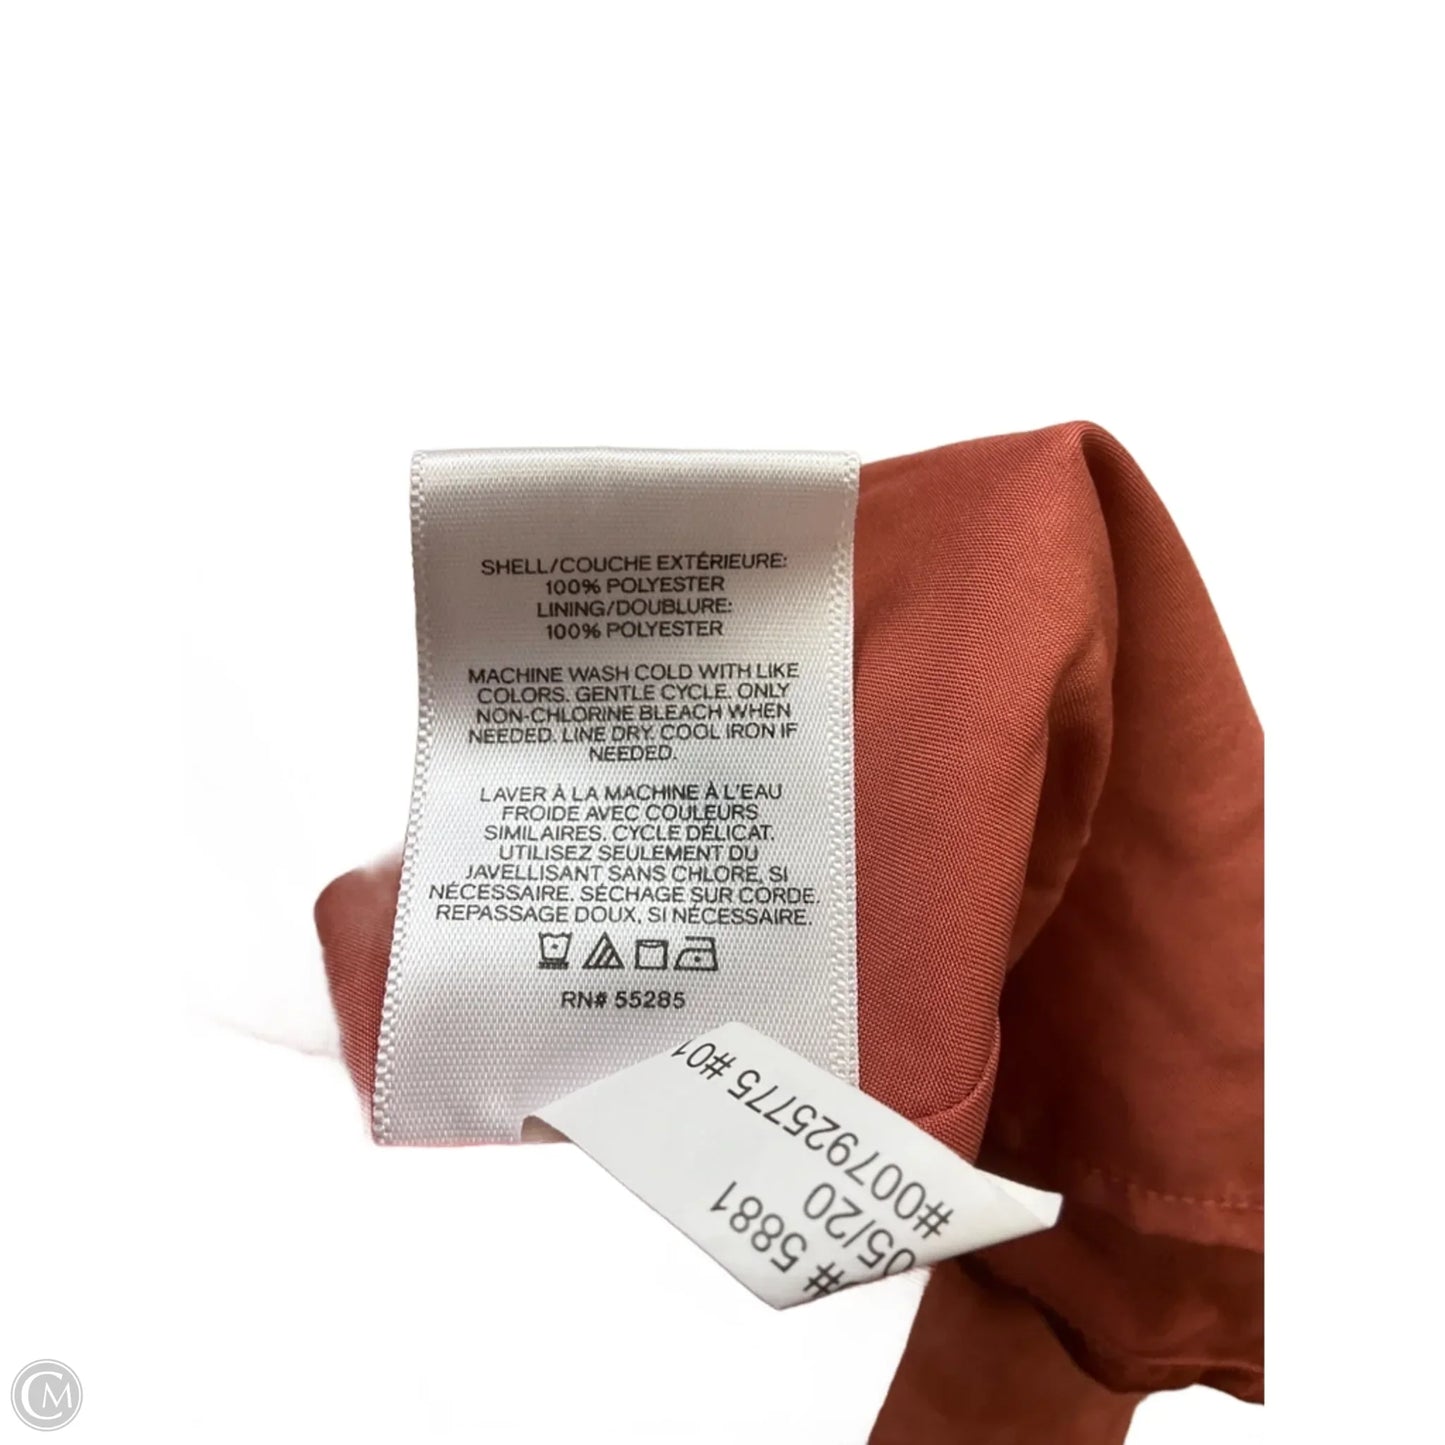 SHELL/COUCHE EXTÉRIEURE:
100% POLYESTER
LINING/DOUBLURE:
100% POLYESTER
MACHINE WASH COLD WITH LIKE
COLORS. GENTLE CYCLE. ONLY
NON-CHLORINE BLEACH WHEN
NEEDED. LINE DRY. COOL IRON IF
NEEDED.
LAVER À LA MACHINE À L'EAU
FROIDE AVEC COULEURS
SIMILAIRES. CYCLE DÉLICAT.
UTILISEZ SEULEMENT DU
JAVELLISANT SANS CHLORE, SI
NÉCESSAIRE. SÉCHAGE SUR CORDE.
REPASSAGE DOUX, SI NÉCESSAIRE.
RN# 55285
#007925775 #01
05/20
# 5881
CM